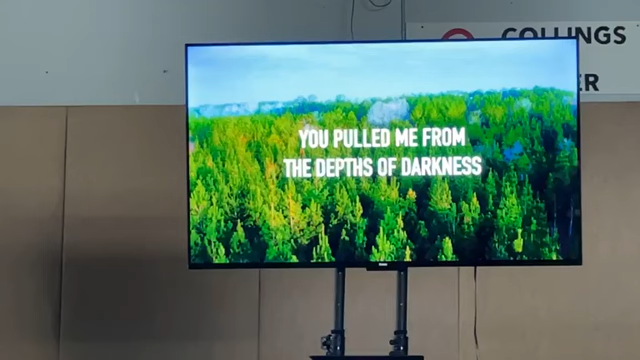 COLLINGS
ER
YOU PULLED ME FROM
THE DEPTHS OF DARKNESS